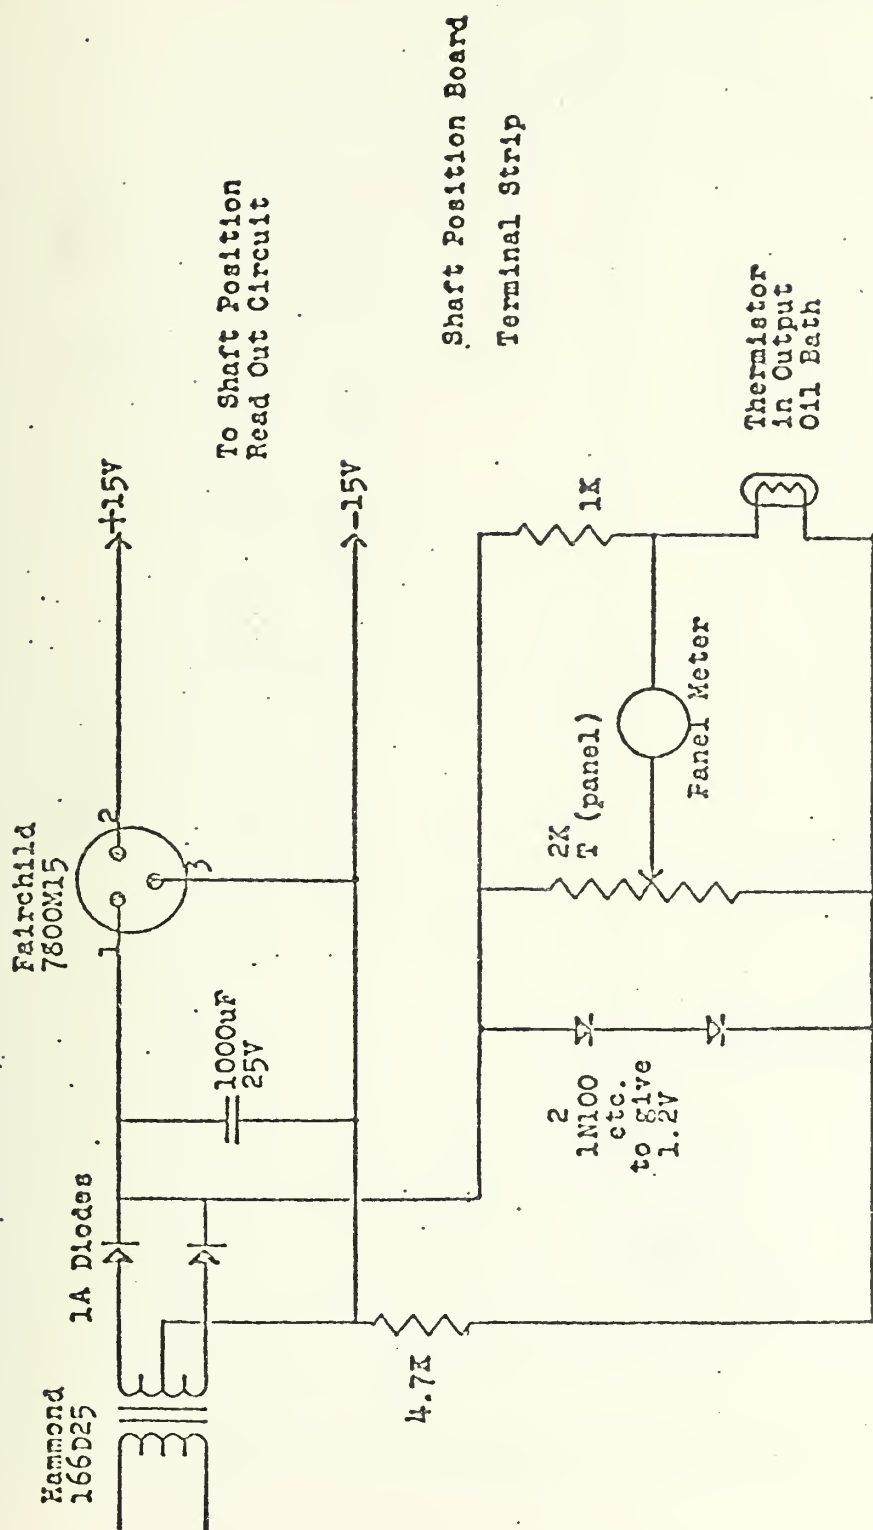 Hammond
166D25
1A Diodes
Fairchild
7800M15
1
2
3
+15V
To Shaft Position
Read Out Circuit
1000uF
25V
-15V
4.7K
Shaft Position Board
Terminal Strip
2
1N100
etc.
to give
1.2V
2K
T (panel)
Panel Meter
1K
Thermistor
in Output
Oil Bath